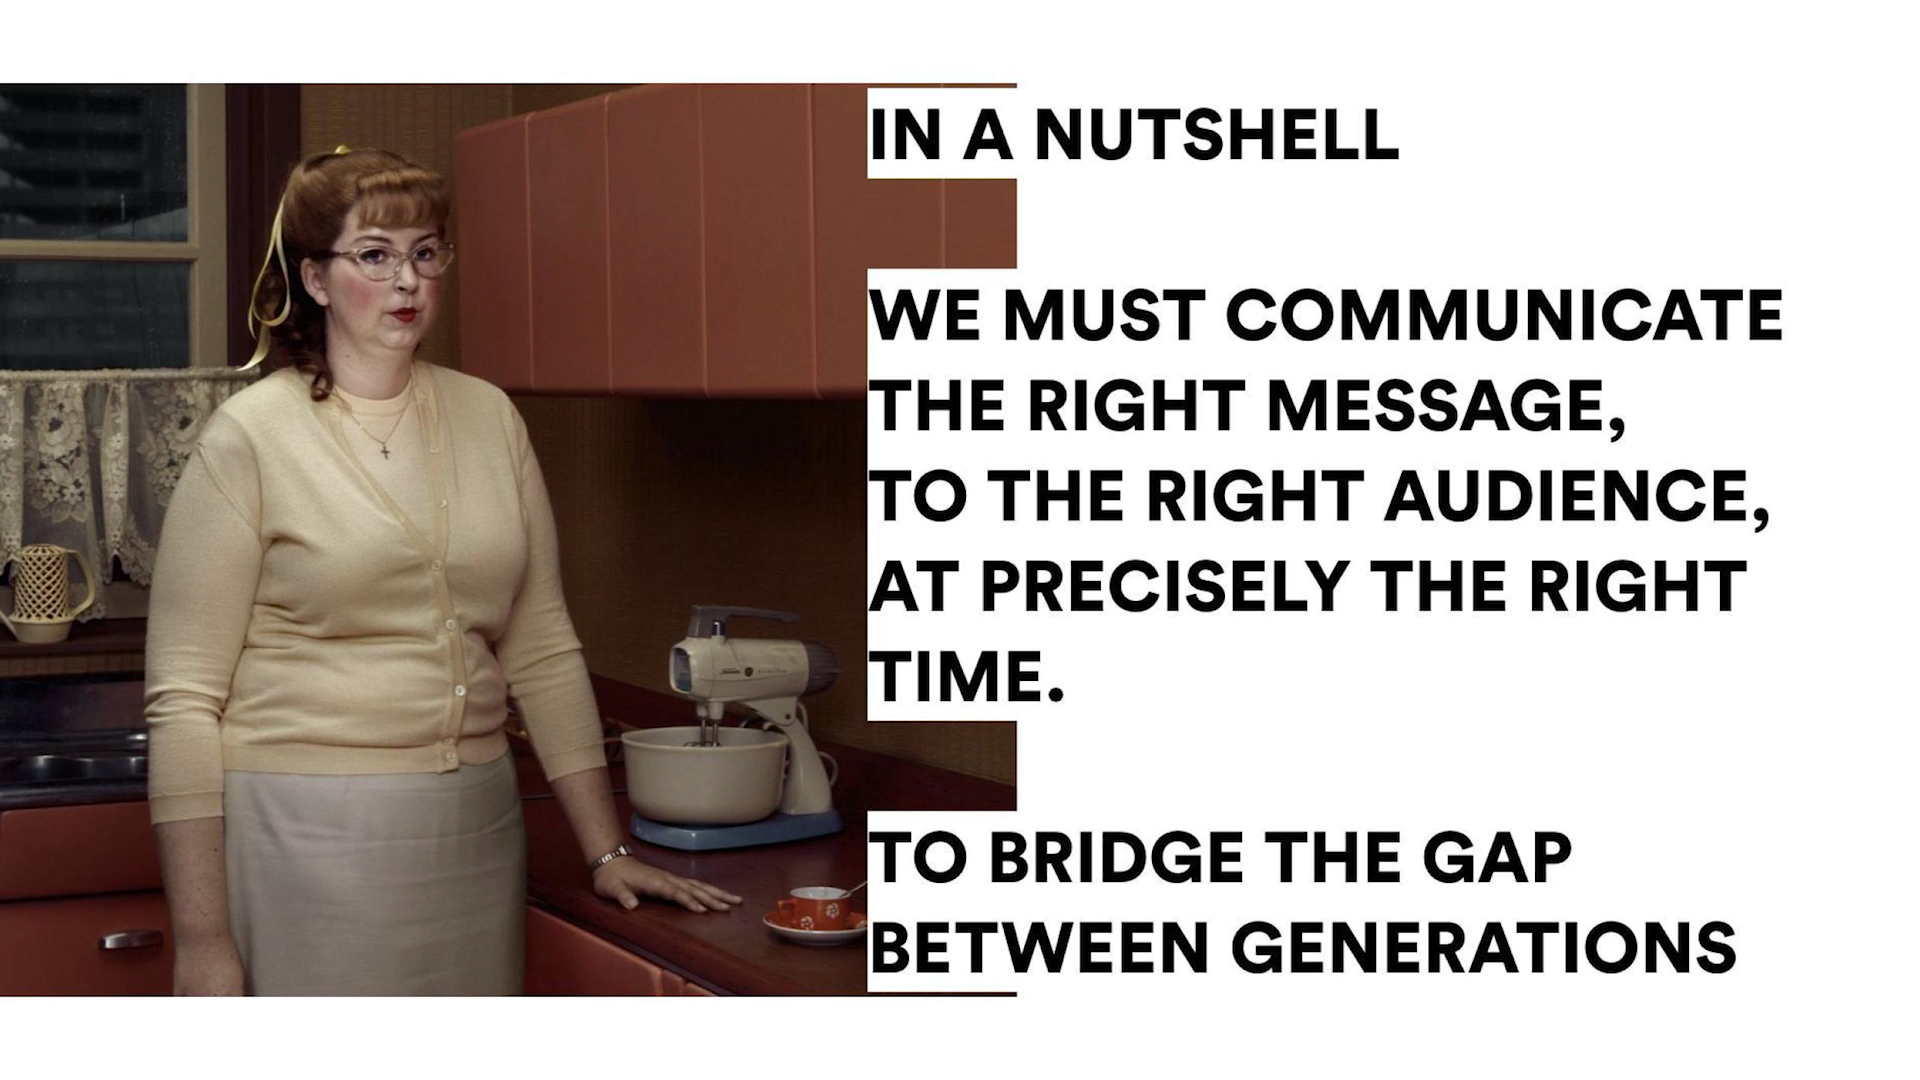 IN A NUTSHELL
WE MUST COMMUNICATE
THE RIGHT MESSAGE,
TO THE RIGHT AUDIENCE,
AT PRECISELY THE RIGHT
TIME.
TO BRIDGE THE GAP
BETWEEN GENERATIONS